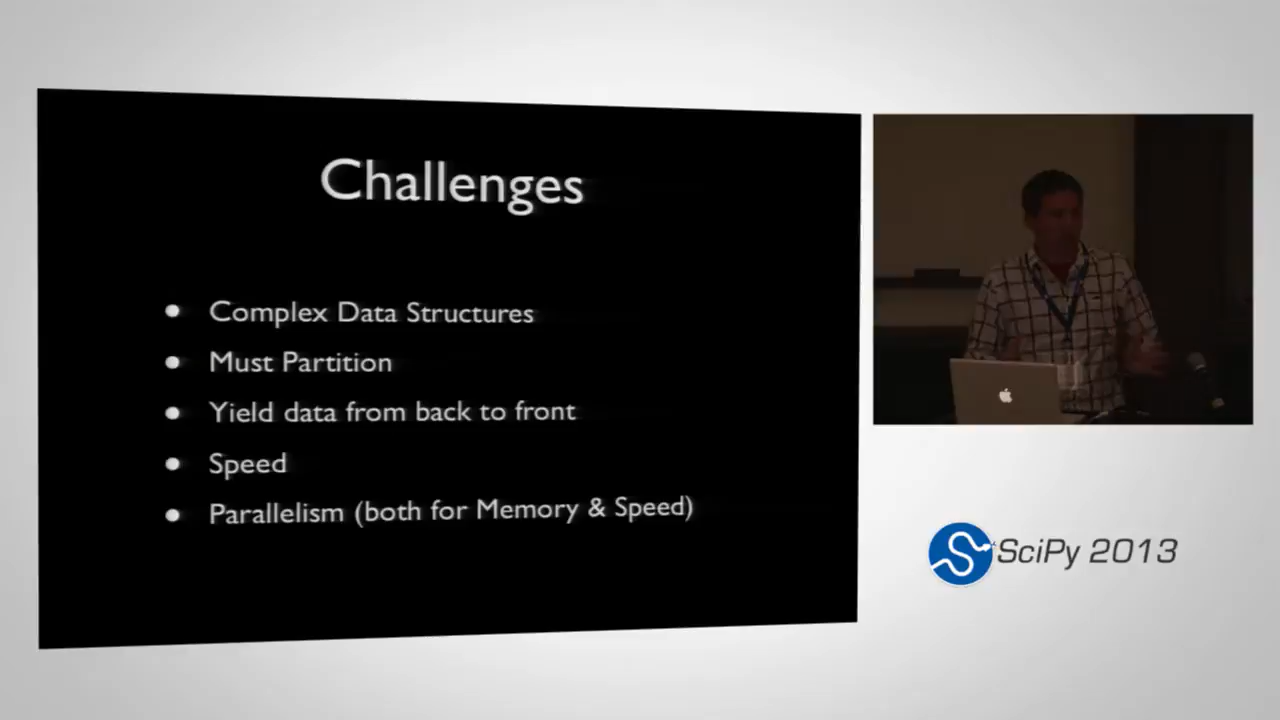 Challenges
Complex Data Structures
Must Partition
Yield data from back to front
Speed
Parallelism (both for Memory & Speed)
SciPy 2013